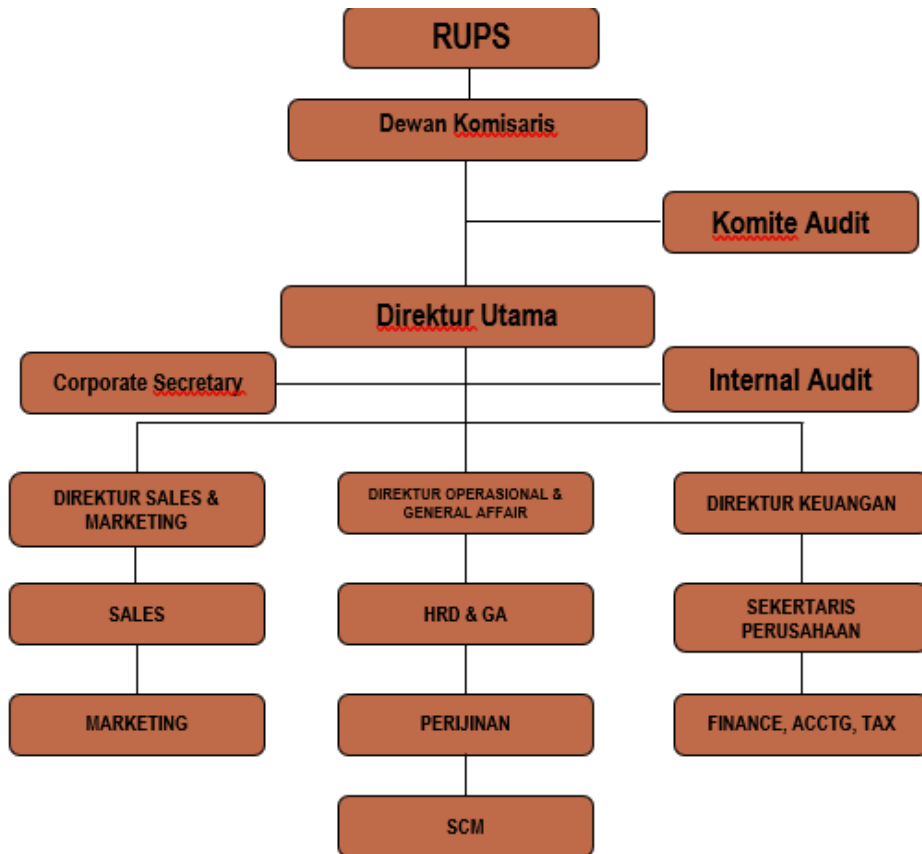 RUPS
Dewan Komisaris
Komite Audit
Direktur Utama
Corporate Secretary
Internal Audit
DIREKTUR SALES &
MARKETING
DIREKTUR OPERASIONAL &
GENERAL AFFAIR
DIREKTUR KEUANGAN
SALES
HRD & GA
SEKERTARIS
PERUSAHAAN
MARKETING
PERIJINAN
FINANCE, ACCTG, TAX
SCM